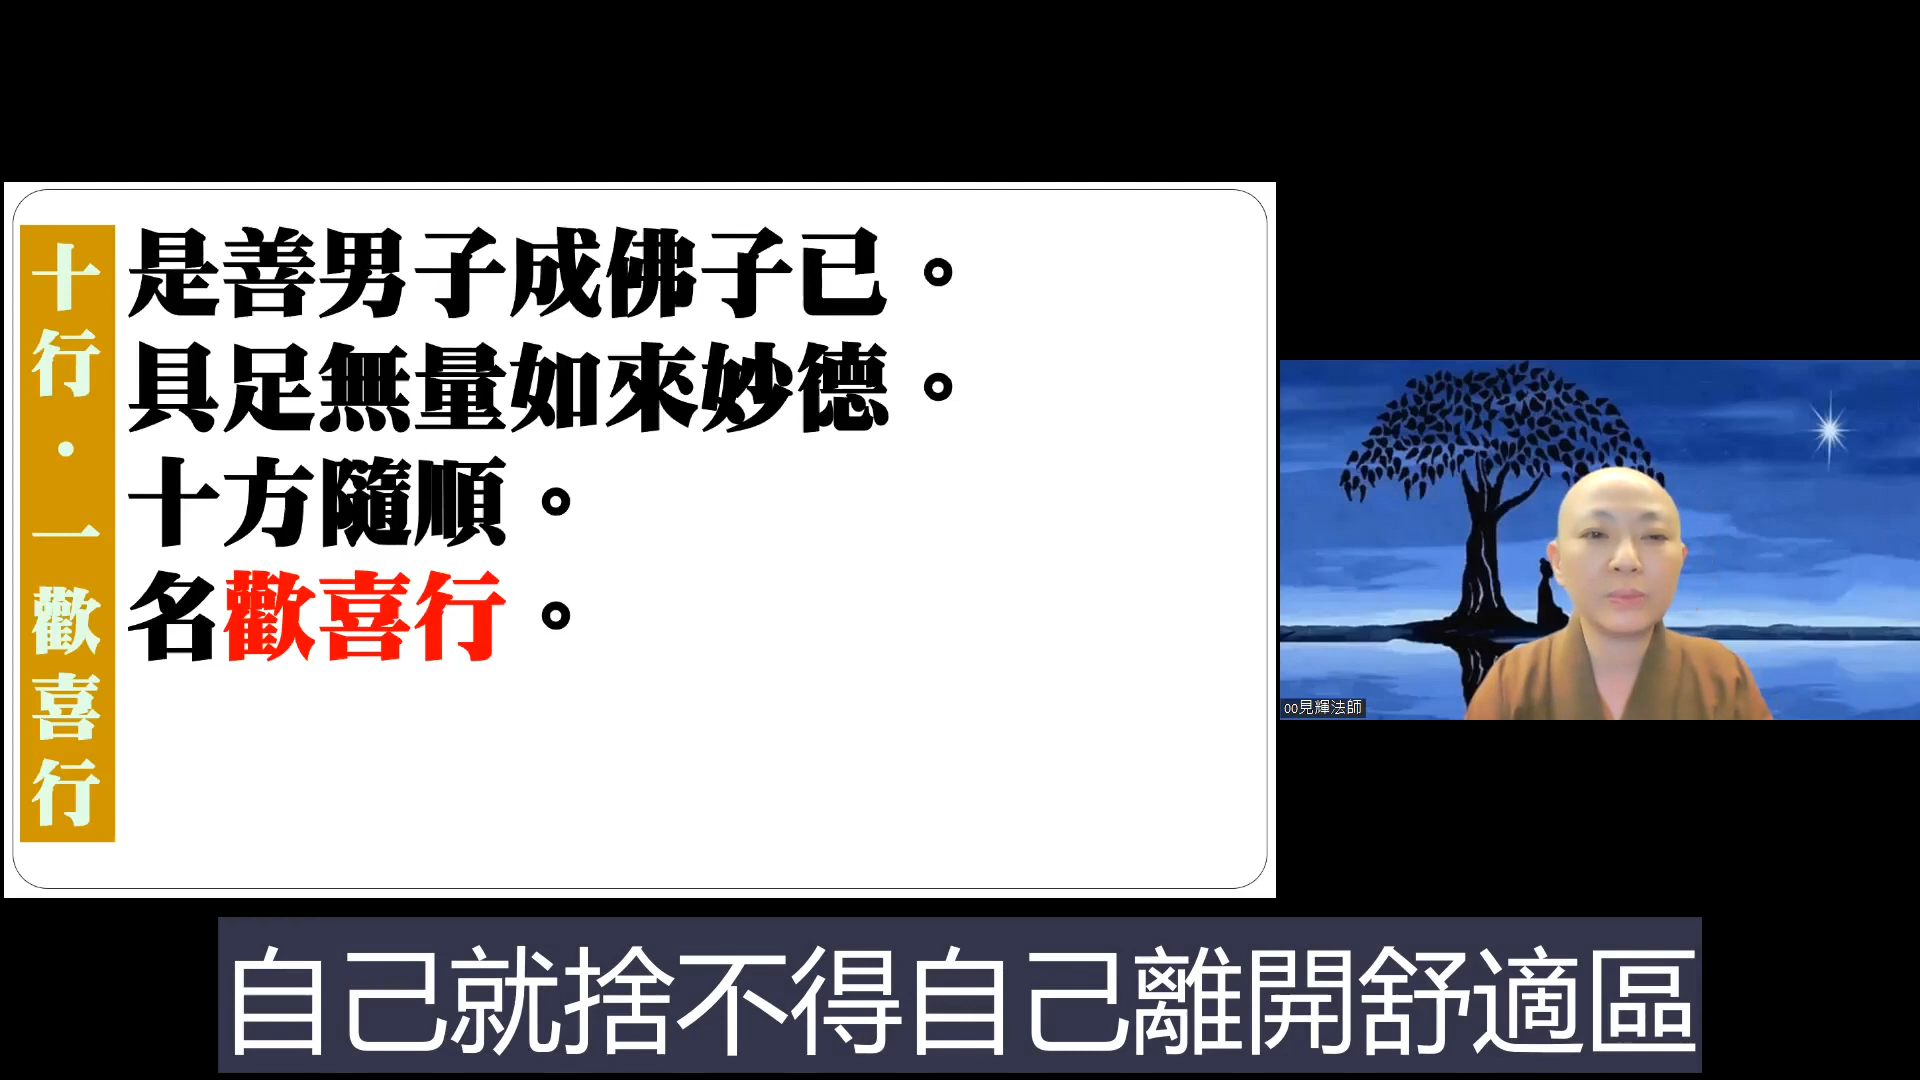 十行·一歡喜行
是善男子成佛子已。
具足無量如來妙德。
十方隨順。
名歡喜行。
oo見輝法師
自己就捨不得自己離開舒適區